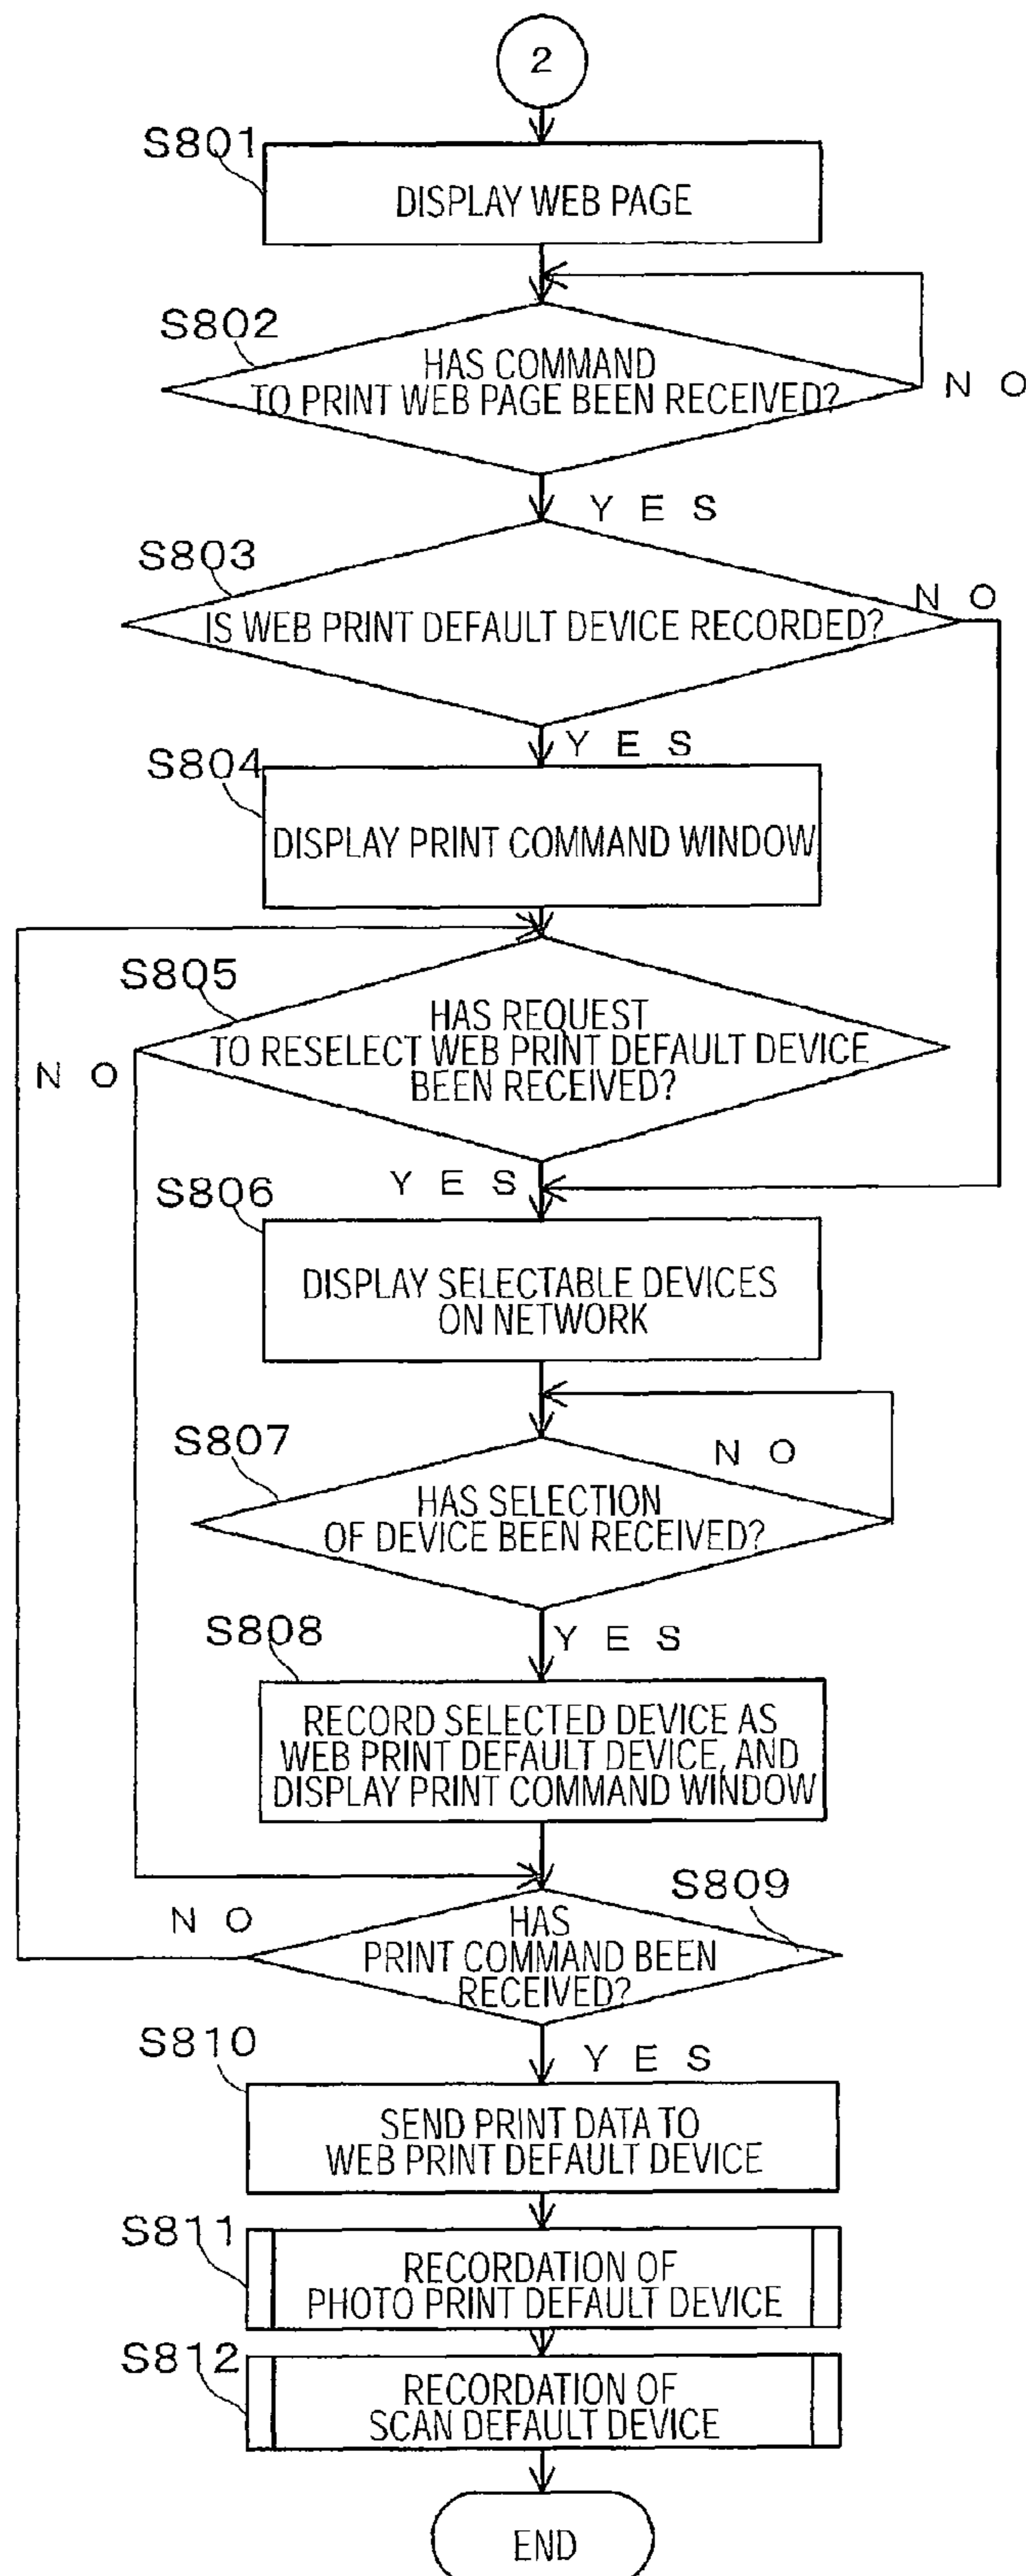 2
S801
DISPLAY WEB PAGE
S802
HAS COMMAND
TO PRINT WEB PAGE BEEN RECEIVED?
NO
YES
S803
NO
IS WEB PRINT DEFAULT DEVICE RECORDED?
YES
S804
DISPLAY PRINT COMMAND WINDOW
S805
HAS REQUEST
TO RESELECT WEB PRINT DEFAULT DEVICE
BEEN RECEIVED?
NO
YES
S806
DISPLAY SELECTABLE DEVICES
ON NETWORK
S807
NO
HAS SELECTION
OF DEVICE BEEN RECEIVED?
YES
S808
RECORD SELECTED DEVICE AS
WEB PRINT DEFAULT DEVICE, AND
DISPLAY PRINT COMMAND WINDOW
S809
NO
HAS
PRINT COMMAND BEEN
RECEIVED?
YES
S810
SEND PRINT DATA TO
WEB PRINT DEFAULT DEVICE
S811
RECORDATION OF
PHOTO PRINT DEFAULT DEVICE
S812
RECORDATION OF
SCAN DEFAULT DEVICE
END